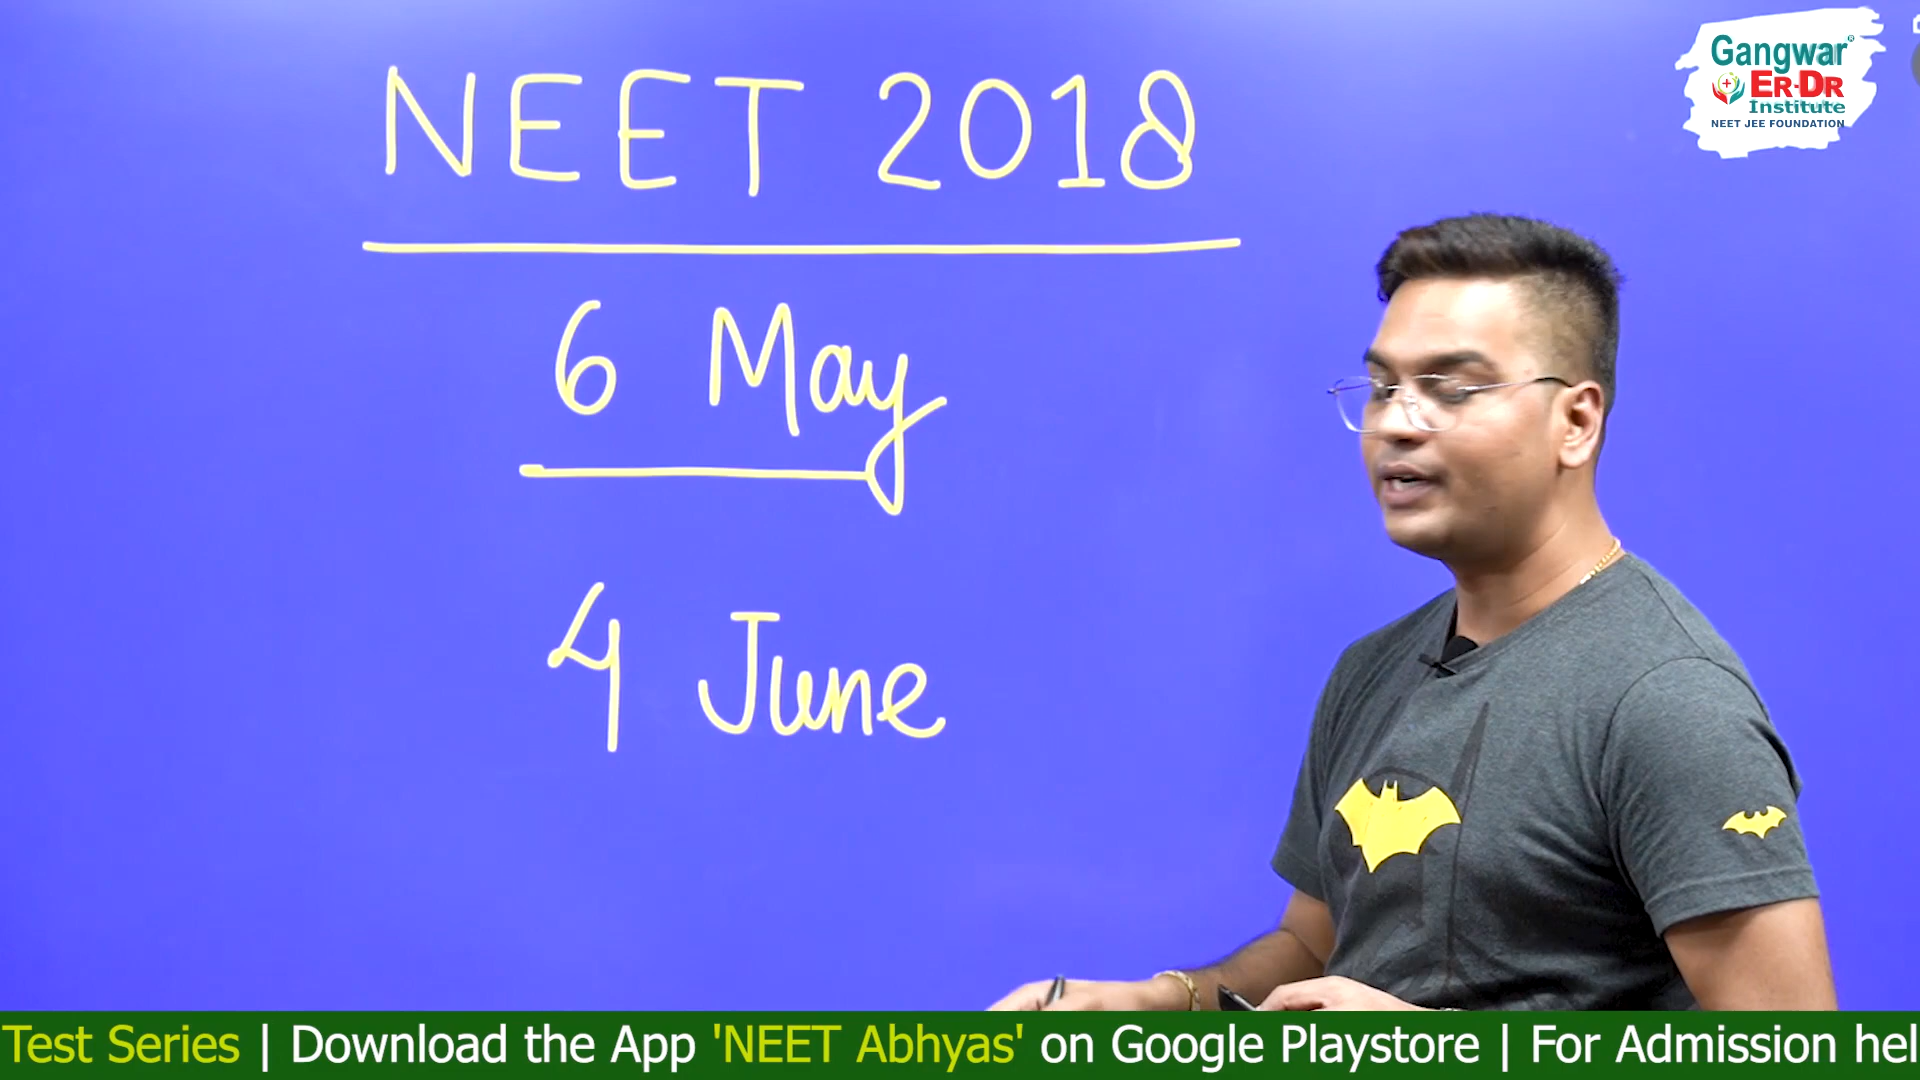 NEET 2018
6 May
4 June
Gangwar®
ER-DR
Institute
NEET JEE FOUNDATION
Test Series | Download the App 'NEET Abhyas' on Google Playstore | For Admission hel